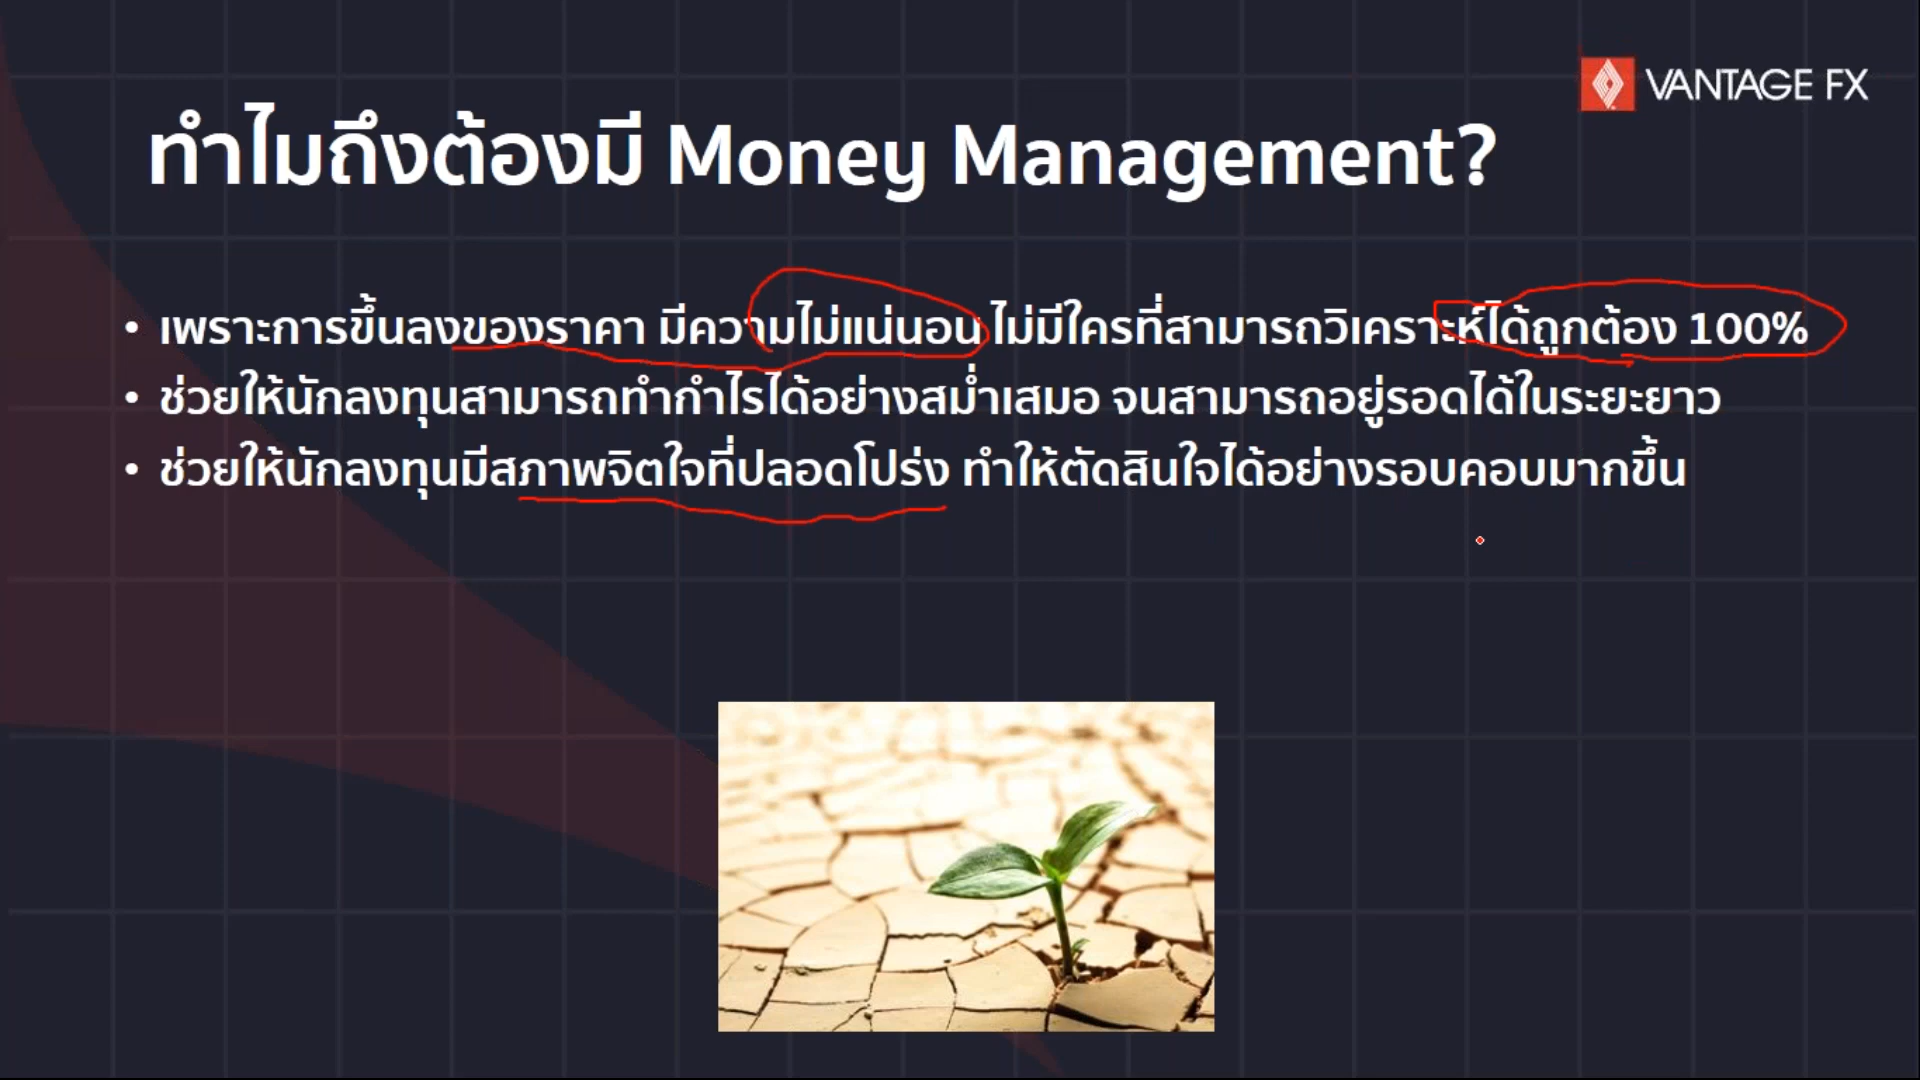 VANTAGE FX
ทำไมถึงต้องมี Money Management?
• เพราะการขึ้นลงของราคา มีความไม่แน่นอน ไม่มีใครที่สามารถวิเคราะห์ได้ถูกต้อง 100%
• ช่วยให้นักลงทุนสามารถทำกำไรได้อย่างสม่ำเสมอ จนสามารถอยู่รอดได้ในระยะยาว
• ช่วยให้นักลงทุนมีสภาพจิตใจที่ปลอดโปร่ง ทำให้ตัดสินใจได้อย่างรอบคอบมากขึ้น